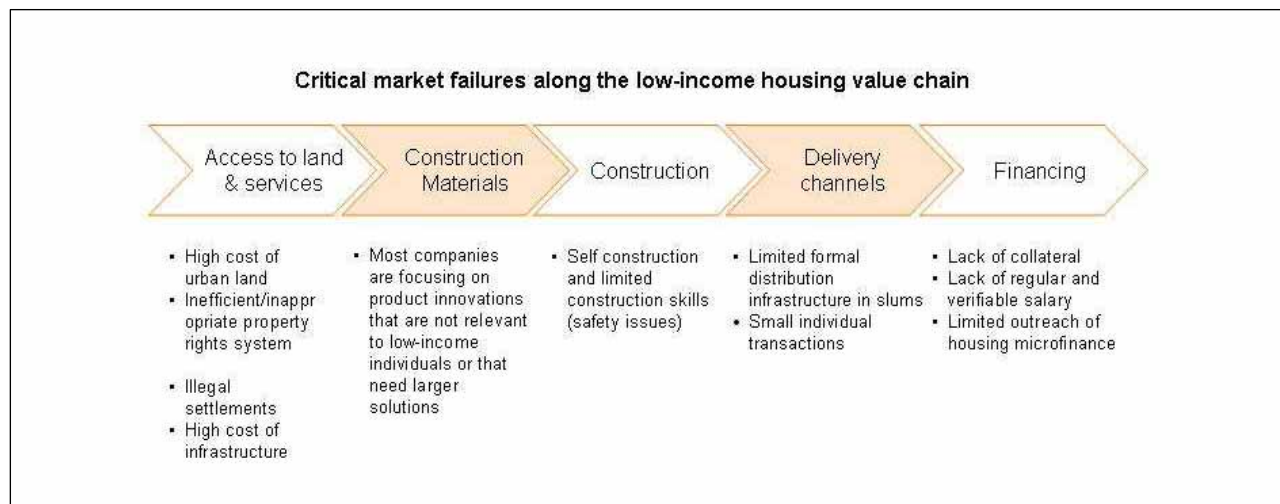 Critical market failures along the low-income housing value chain
Access to land
& services
Construction
Materials
Construction
Delivery
channels
Financing
▪ High cost of
urban land
▪ Inefficient/inappr
opriate property
rights system
▪ Illegal
settlements
▪ High cost of
infrastructure
▪ Most companies
are focusing on
product innovations
that are not relevant
to low-income
individuals or that
need larger
solutions
▪ Self construction
and limited
construction skills
(safety issues)
▪ Limited formal
distribution
infrastructure in slums
▪ Small individual
transactions
▪ Lack of collateral
▪ Lack of regular and
verifiable salary
▪ Limited outreach of
housing microfinance